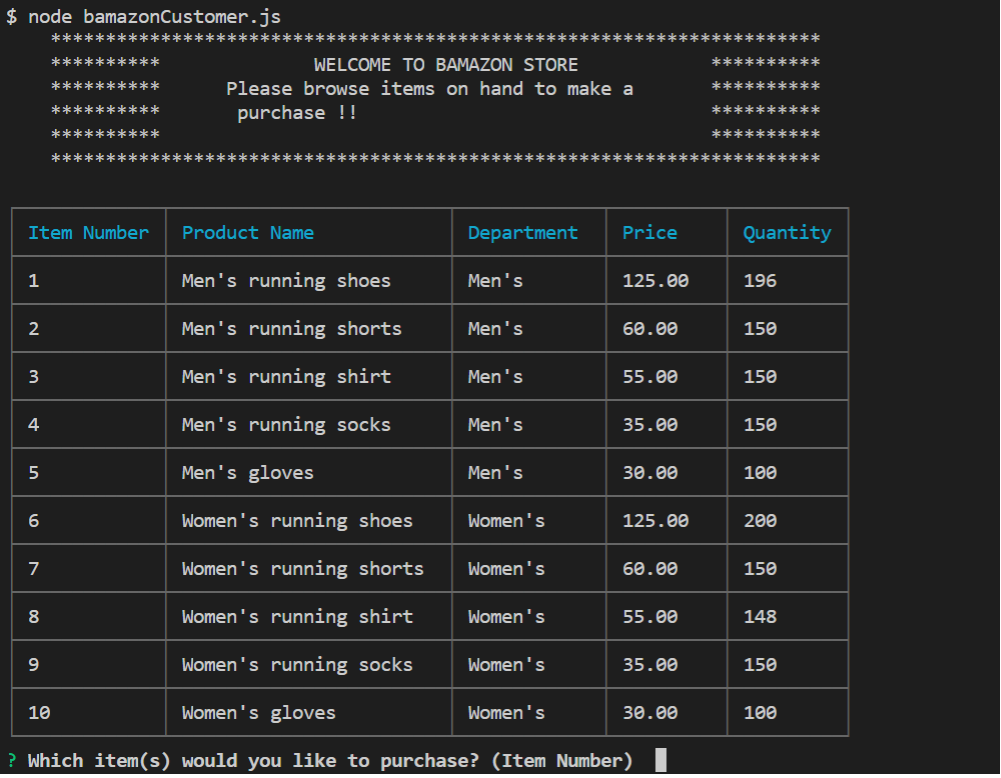 $ node bamazonCustomer.js
**********************************************************************
********** WELCOME TO BAMAZON STORE **********
********** Please browse items on hand to make a **********
********** purchase !! **********
********** **********
**********************************************************************
Item Number Product Name Department Price Quantity
1 Men's running shoes Men's 125.00 196
2 Men's running shorts Men's 60.00 150
3 Men's running shirt Men's 55.00 150
4 Men's running socks Men's 35.00 150
5 Men's gloves Men's 30.00 100
6 Women's running shoes Women's 125.00 200
7 Women's running shorts Women's 60.00 150
8 Women's running shirt Women's 55.00 148
9 Women's running socks Women's 35.00 150
10 Women's gloves Women's 30.00 100
? Which item(s) would you like to purchase? (Item Number)